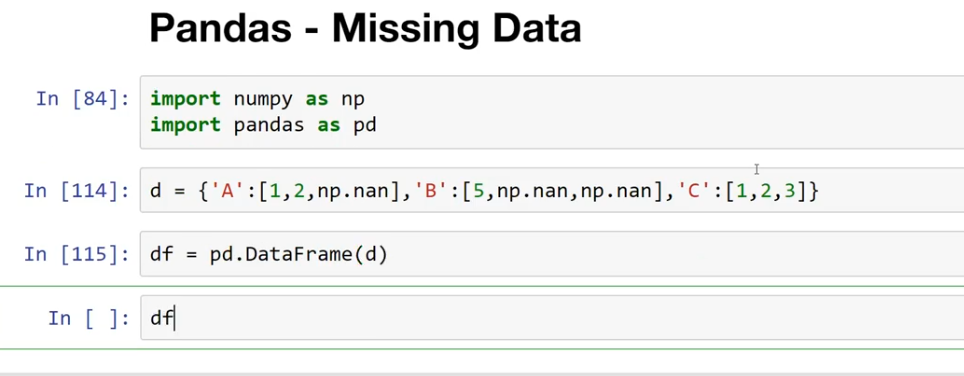 Pandas - Missing Data
In [84]: import numpy as np
import pandas as pd
In [114]: d = {'A':[1,2,np.nan],'B':[5,np.nan,np.nan],'C':[1,2,3]}
In [115]: df = pd.DataFrame(d)
In [ ]: df